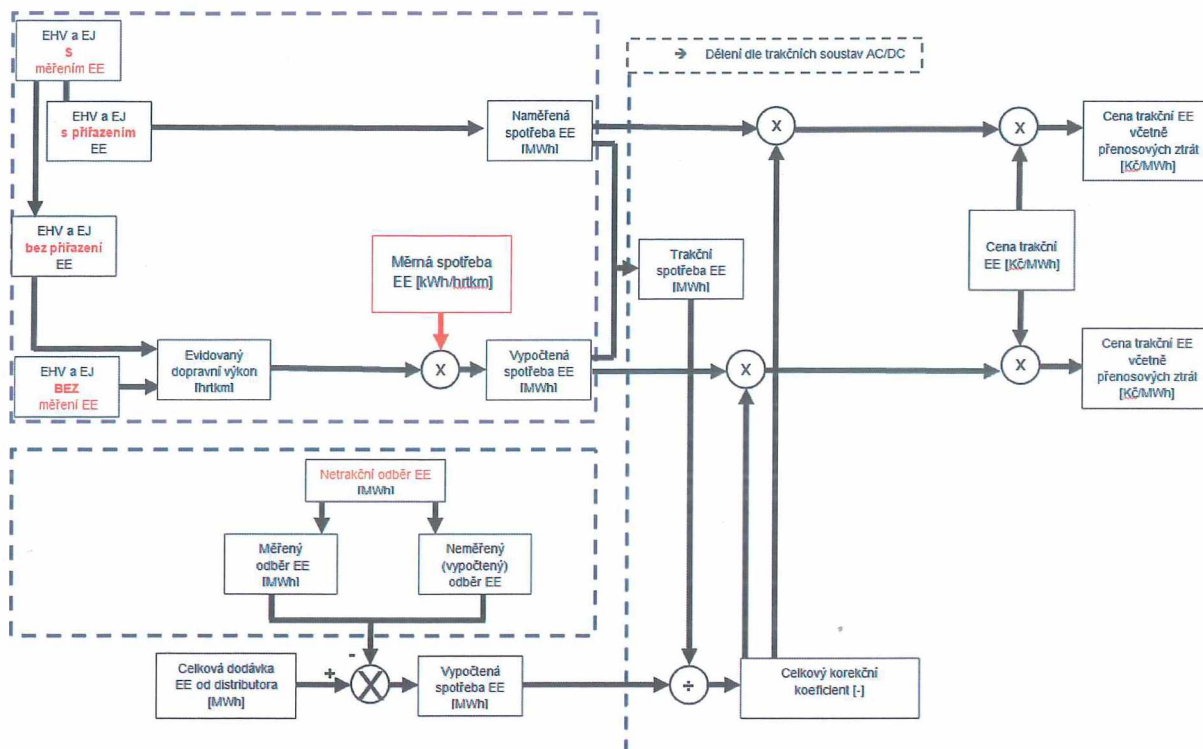 EHV a EJ
S
měřením EE
EHV a EJ
s přiřazením
EE
Naměřená
spotřeba EE
[MWh]
→ Dělení dle trakčních soustav AC/DC
X
X
Cena trakční EE
včetně
přenosových ztrát
[Kč/MWh]
EHV a EJ
bez přiřazení
EE
Měrná spotřeba
EE [kWh/hrtkm]
Trakční
spotřeba EE
[MWh]
Cena trakční
EE [Kč/MWh]
EHV a EJ
BEZ
měření EE
Evidovaný
dopravní výkon
[hrtkm]
X
Vypočtená
spotřeba EE
[MWh]
X
X
Cena trakční EE
včetně
přenosových ztrát
[Kč/MWh]
Netrakční odběr EE
[MWh]
Měřený
odběr EE
[MWh]
Neměřený
(vypočtený)
odběr EE
Celková dodávka
EE od distributora
[MWh]
+
-
X
Vypočtená
spotřeba EE
[MWh]
÷
Celkový korekční
koeficient [-]